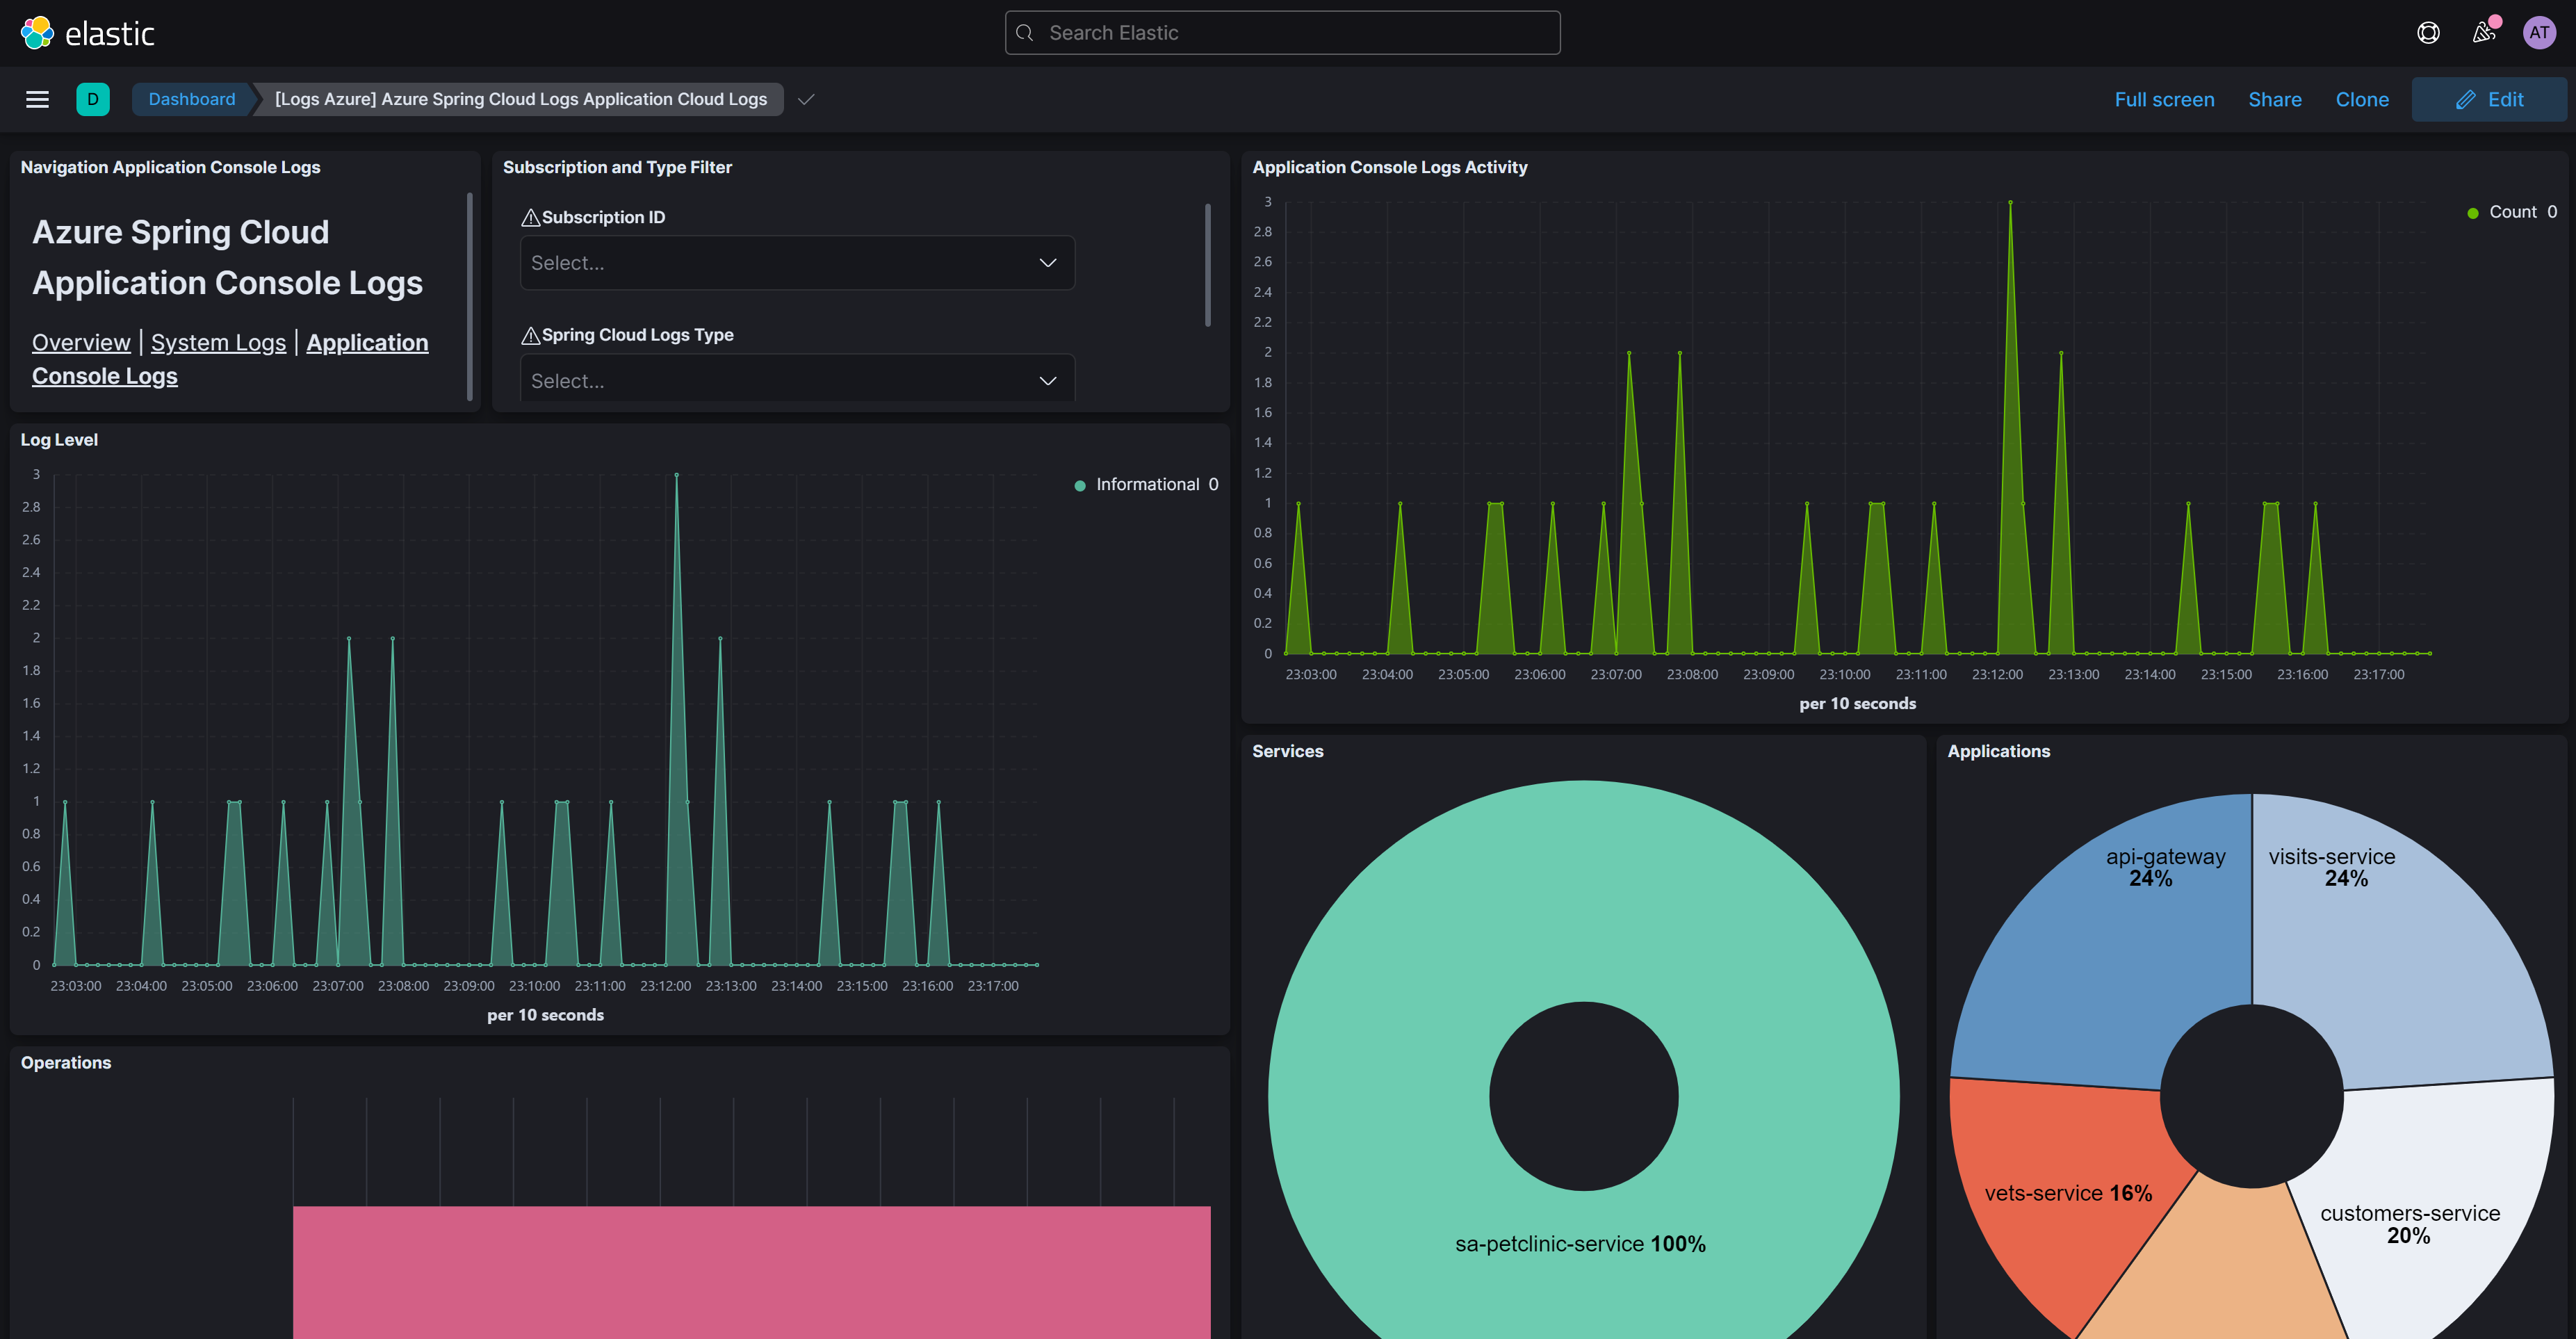 elastic
Search Elastic
AT
D
Dashboard
[Logs Azure] Azure Spring Cloud Logs Application Cloud Logs
Full screen
Share
Clone
Edit
Navigation Application Console Logs
Azure Spring Cloud
Application Console Logs
Overview | System Logs | Application
Console Logs
Subscription and Type Filter
Subscription ID
Select...
Spring Cloud Logs Type
Select...
Application Console Logs Activity
3
2.8
2.6
2.4
2.2
2
1.8
1.6
1.4
1.2
1
0.8
0.6
0.4
0.2
0
23:03:00 23:04:00 23:05:00 23:06:00 23:07:00 23:08:00 23:09:00 23:10:00 23:11:00 23:12:00 23:13:00 23:14:00 23:15:00 23:16:00 23:17:00
per 10 seconds
Count 0
Log Level
3
2.8
2.6
2.4
2.2
2
1.8
1.6
1.4
1.2
1
0.8
0.6
0.4
0.2
0
23:03:00 23:04:00 23:05:00 23:06:00 23:07:00 23:08:00 23:09:00 23:10:00 23:11:00 23:12:00 23:13:00 23:14:00 23:15:00 23:16:00 23:17:00
per 10 seconds
Informational 0
Services
sa-petclinic-service 100%
Applications
api-gateway
24%
visits-service
24%
vets-service 16%
customers-service
20%
Operations